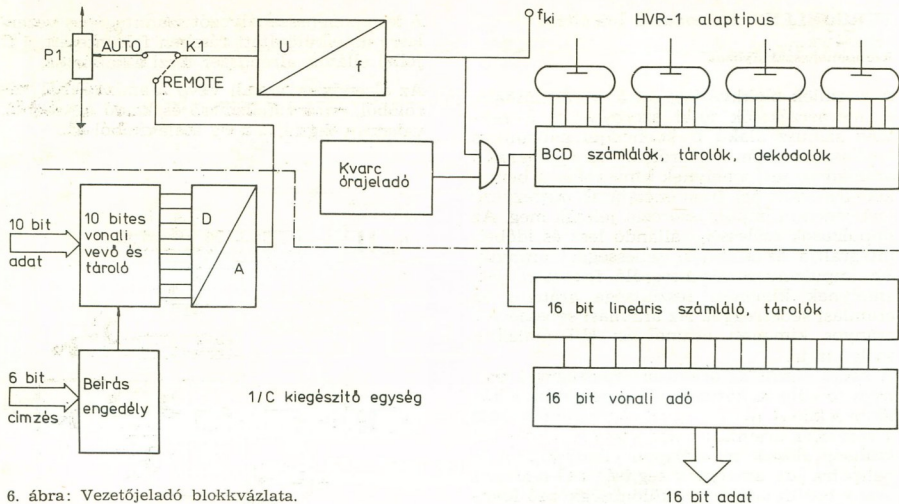 P1
AUTO
K1
REMOTE
U
f
fki
HVR-1 alaptípus
BCD számlálók, tárolók, dekódolók
Kvarc
órajeladó
10 bit
adat
10 bites
vonali
vevő és
tároló
D
A
6 bit
címzés
Beírás
engedély
1/C kiegészítő egység
16 bit lineáris számláló, tárolók
16 bit vonali adó
16 bit adat
6. ábra: Vezetőjeladó blokkvázlata.